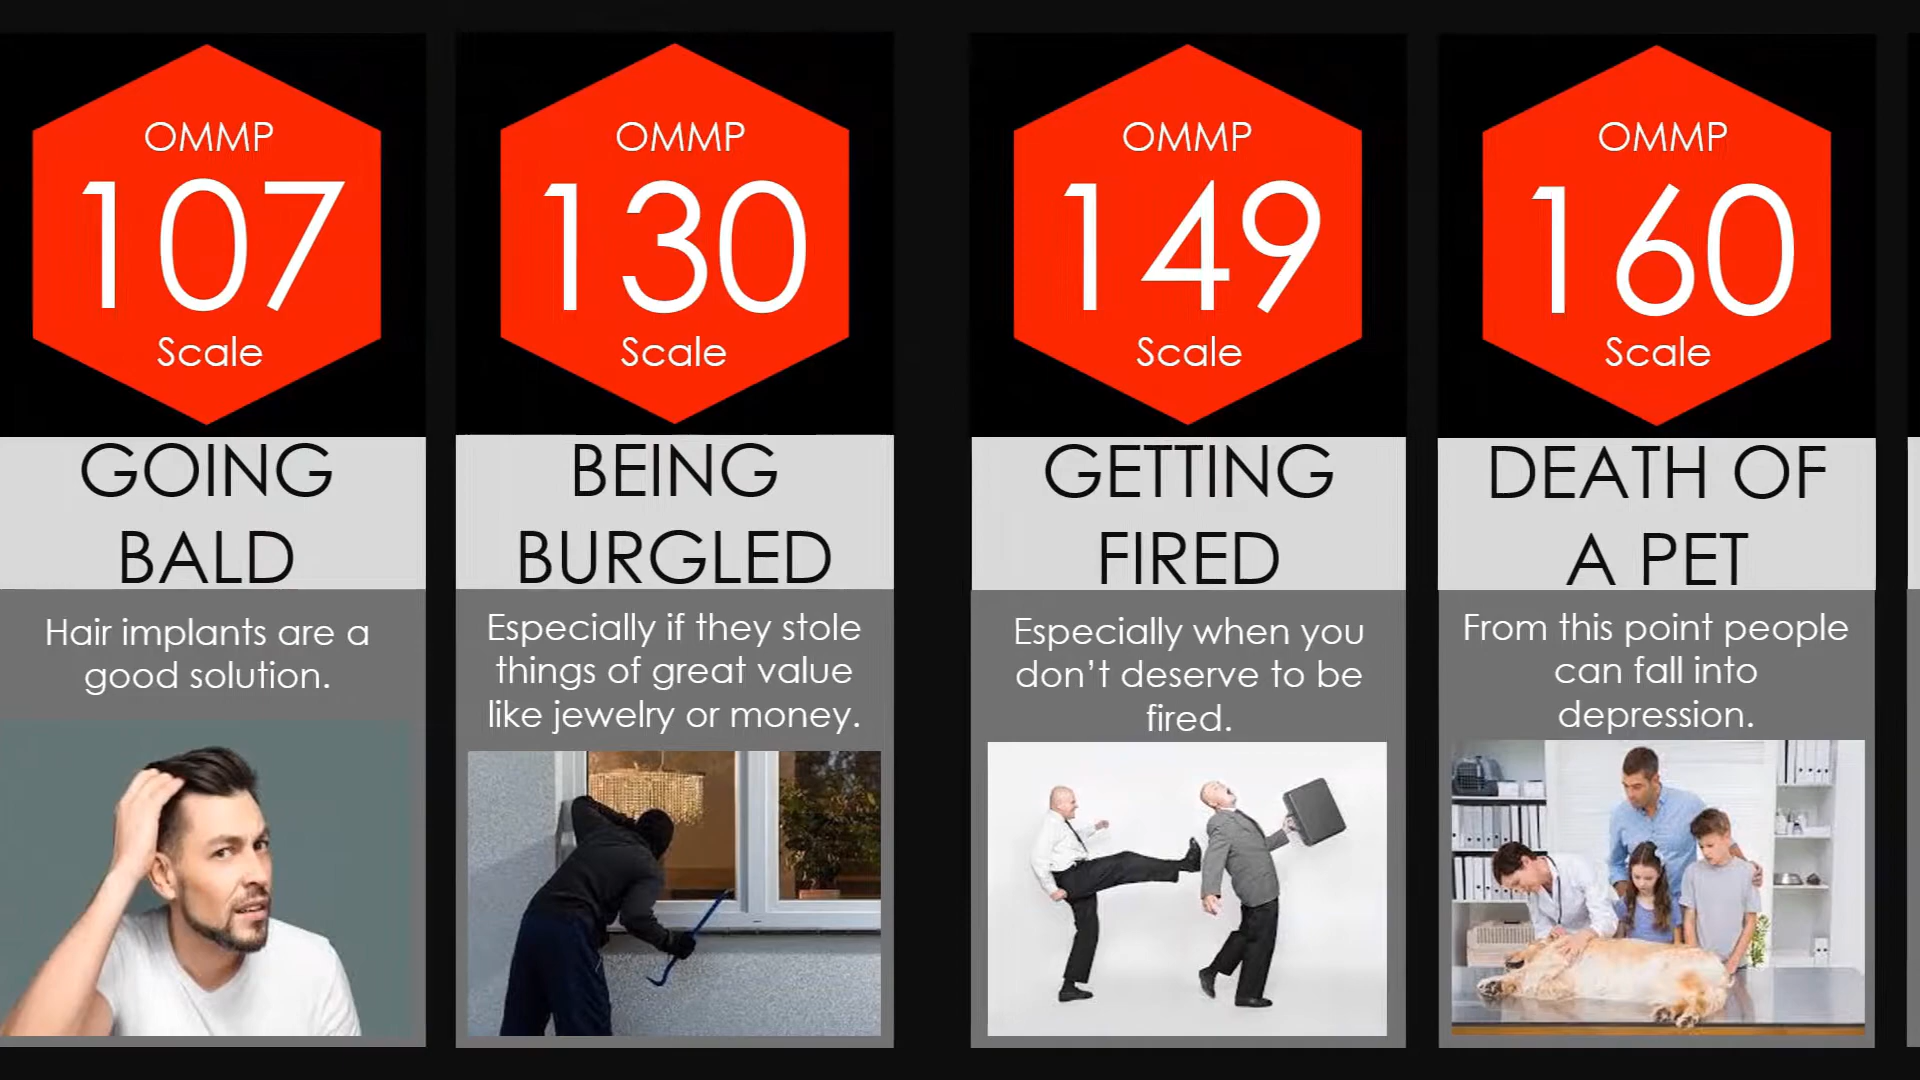 OMMP
107
Scale
GOING
BALD
Hair implants are a
good solution.
OMMP
130
Scale
BEING
BURGLED
Especially if they stole
things of great value
like jewelry or money.
OMMP
149
Scale
GETTING
FIRED
Especially when you
don’t deserve to be
fired.
OMMP
160
Scale
DEATH OF
A PET
From this point people
can fall into
depression.